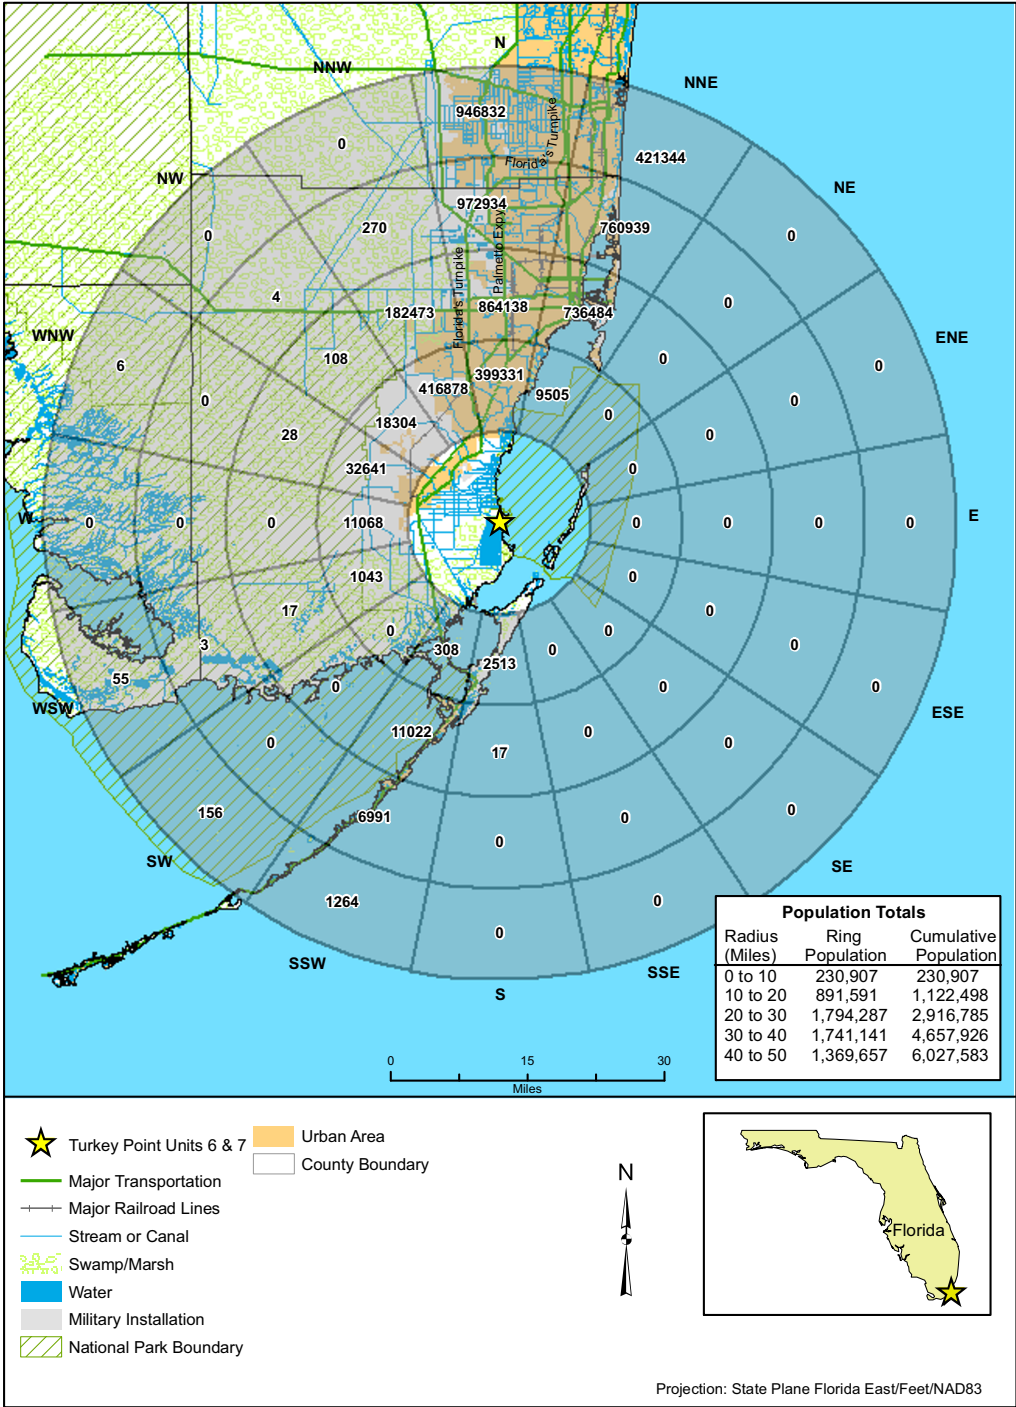 N
NNW
NNE
946832
0
Florida's Turnpike
421344
NW
NE
972934
270
760939
0
0
Palmetto Expy
Florida's Turnpike
4
0
182473
864138
736484
WNW
ENE
108
0
6
0
399331
416878
9505
0
0
0
18304
28
0
32641
0
W
0
0
0
11068
0
0
0
E
1043
0
17
0
0
0
3
308
2513
0
0
55
0
0
0
WSW
ESE
11022
0
0
0
17
156
6991
0
0
0
SW
SE
1264
0
0
SSW
SSE
S
Population Totals
Radius Ring Cumulative
(Miles) Population Population
0 to 10 230,907 230,907
10 to 20 891,591 1,122,498
20 to 30 1,794,287 2,916,785
30 to 40 1,741,141 4,657,926
40 to 50 1,369,657 6,027,583
0 15 30
Miles
Turkey Point Units 6 & 7
Urban Area
County Boundary
Major Transportation
Major Railroad Lines
Stream or Canal
Swamp/Marsh
Water
Military Installation
National Park Boundary
N
Florida
Projection: State Plane Florida East/Feet/NAD83